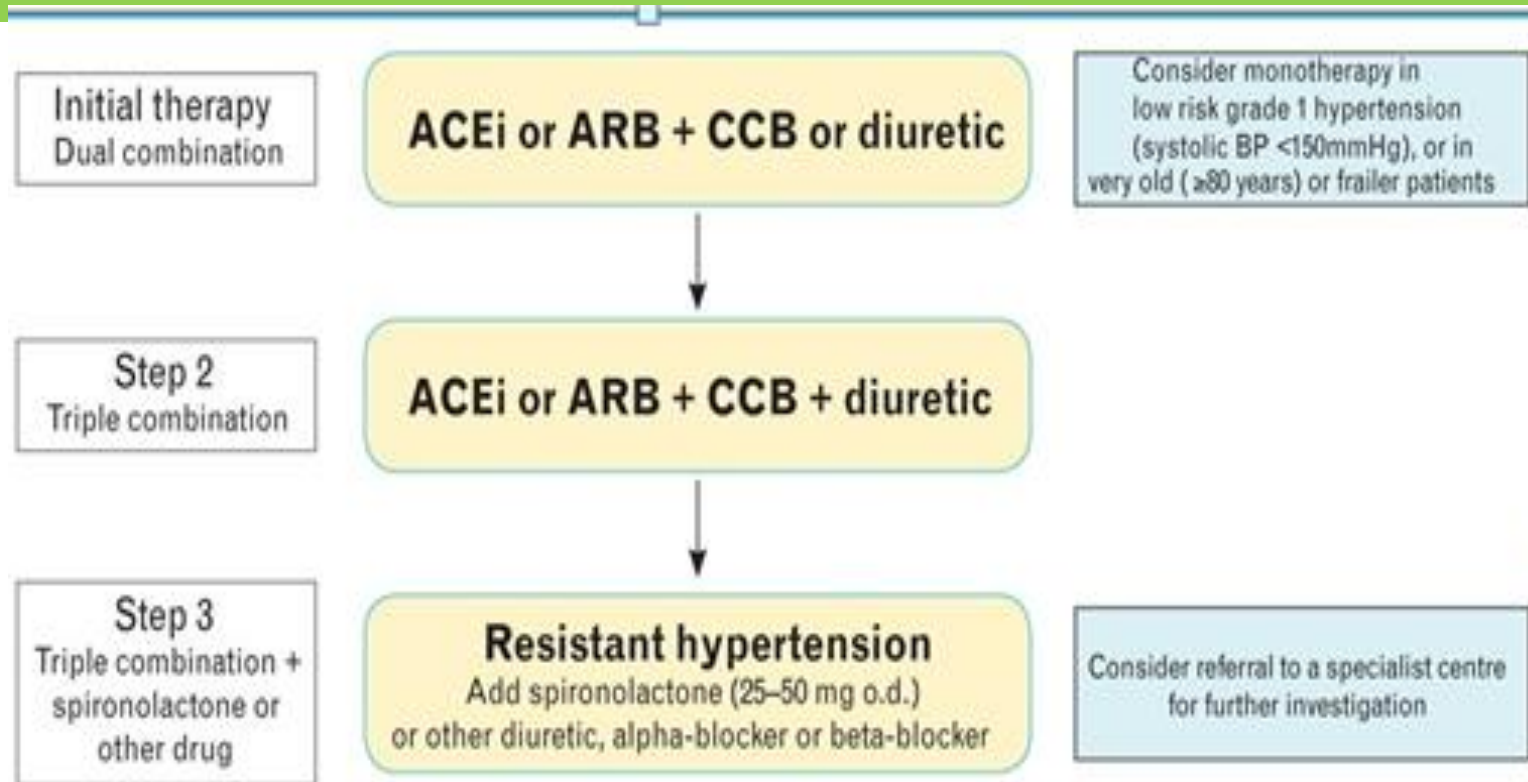 Initial therapy
Dual combination
ACEi or ARB + CCB or diuretic
Consider monotherapy in
low risk grade 1 hypertension
(systolic BP <150mmHg), or in
very old (≥80 years) or frailer patients
Step 2
Triple combination
ACEi or ARB + CCB + diuretic
Step 3
Triple combination +
spironolactone or
other drug
Resistant hypertension
Add spironolactone (25–50 mg o.d.)
or other diuretic, alpha-blocker or beta-blocker
Consider referral to a specialist centre
for further investigation